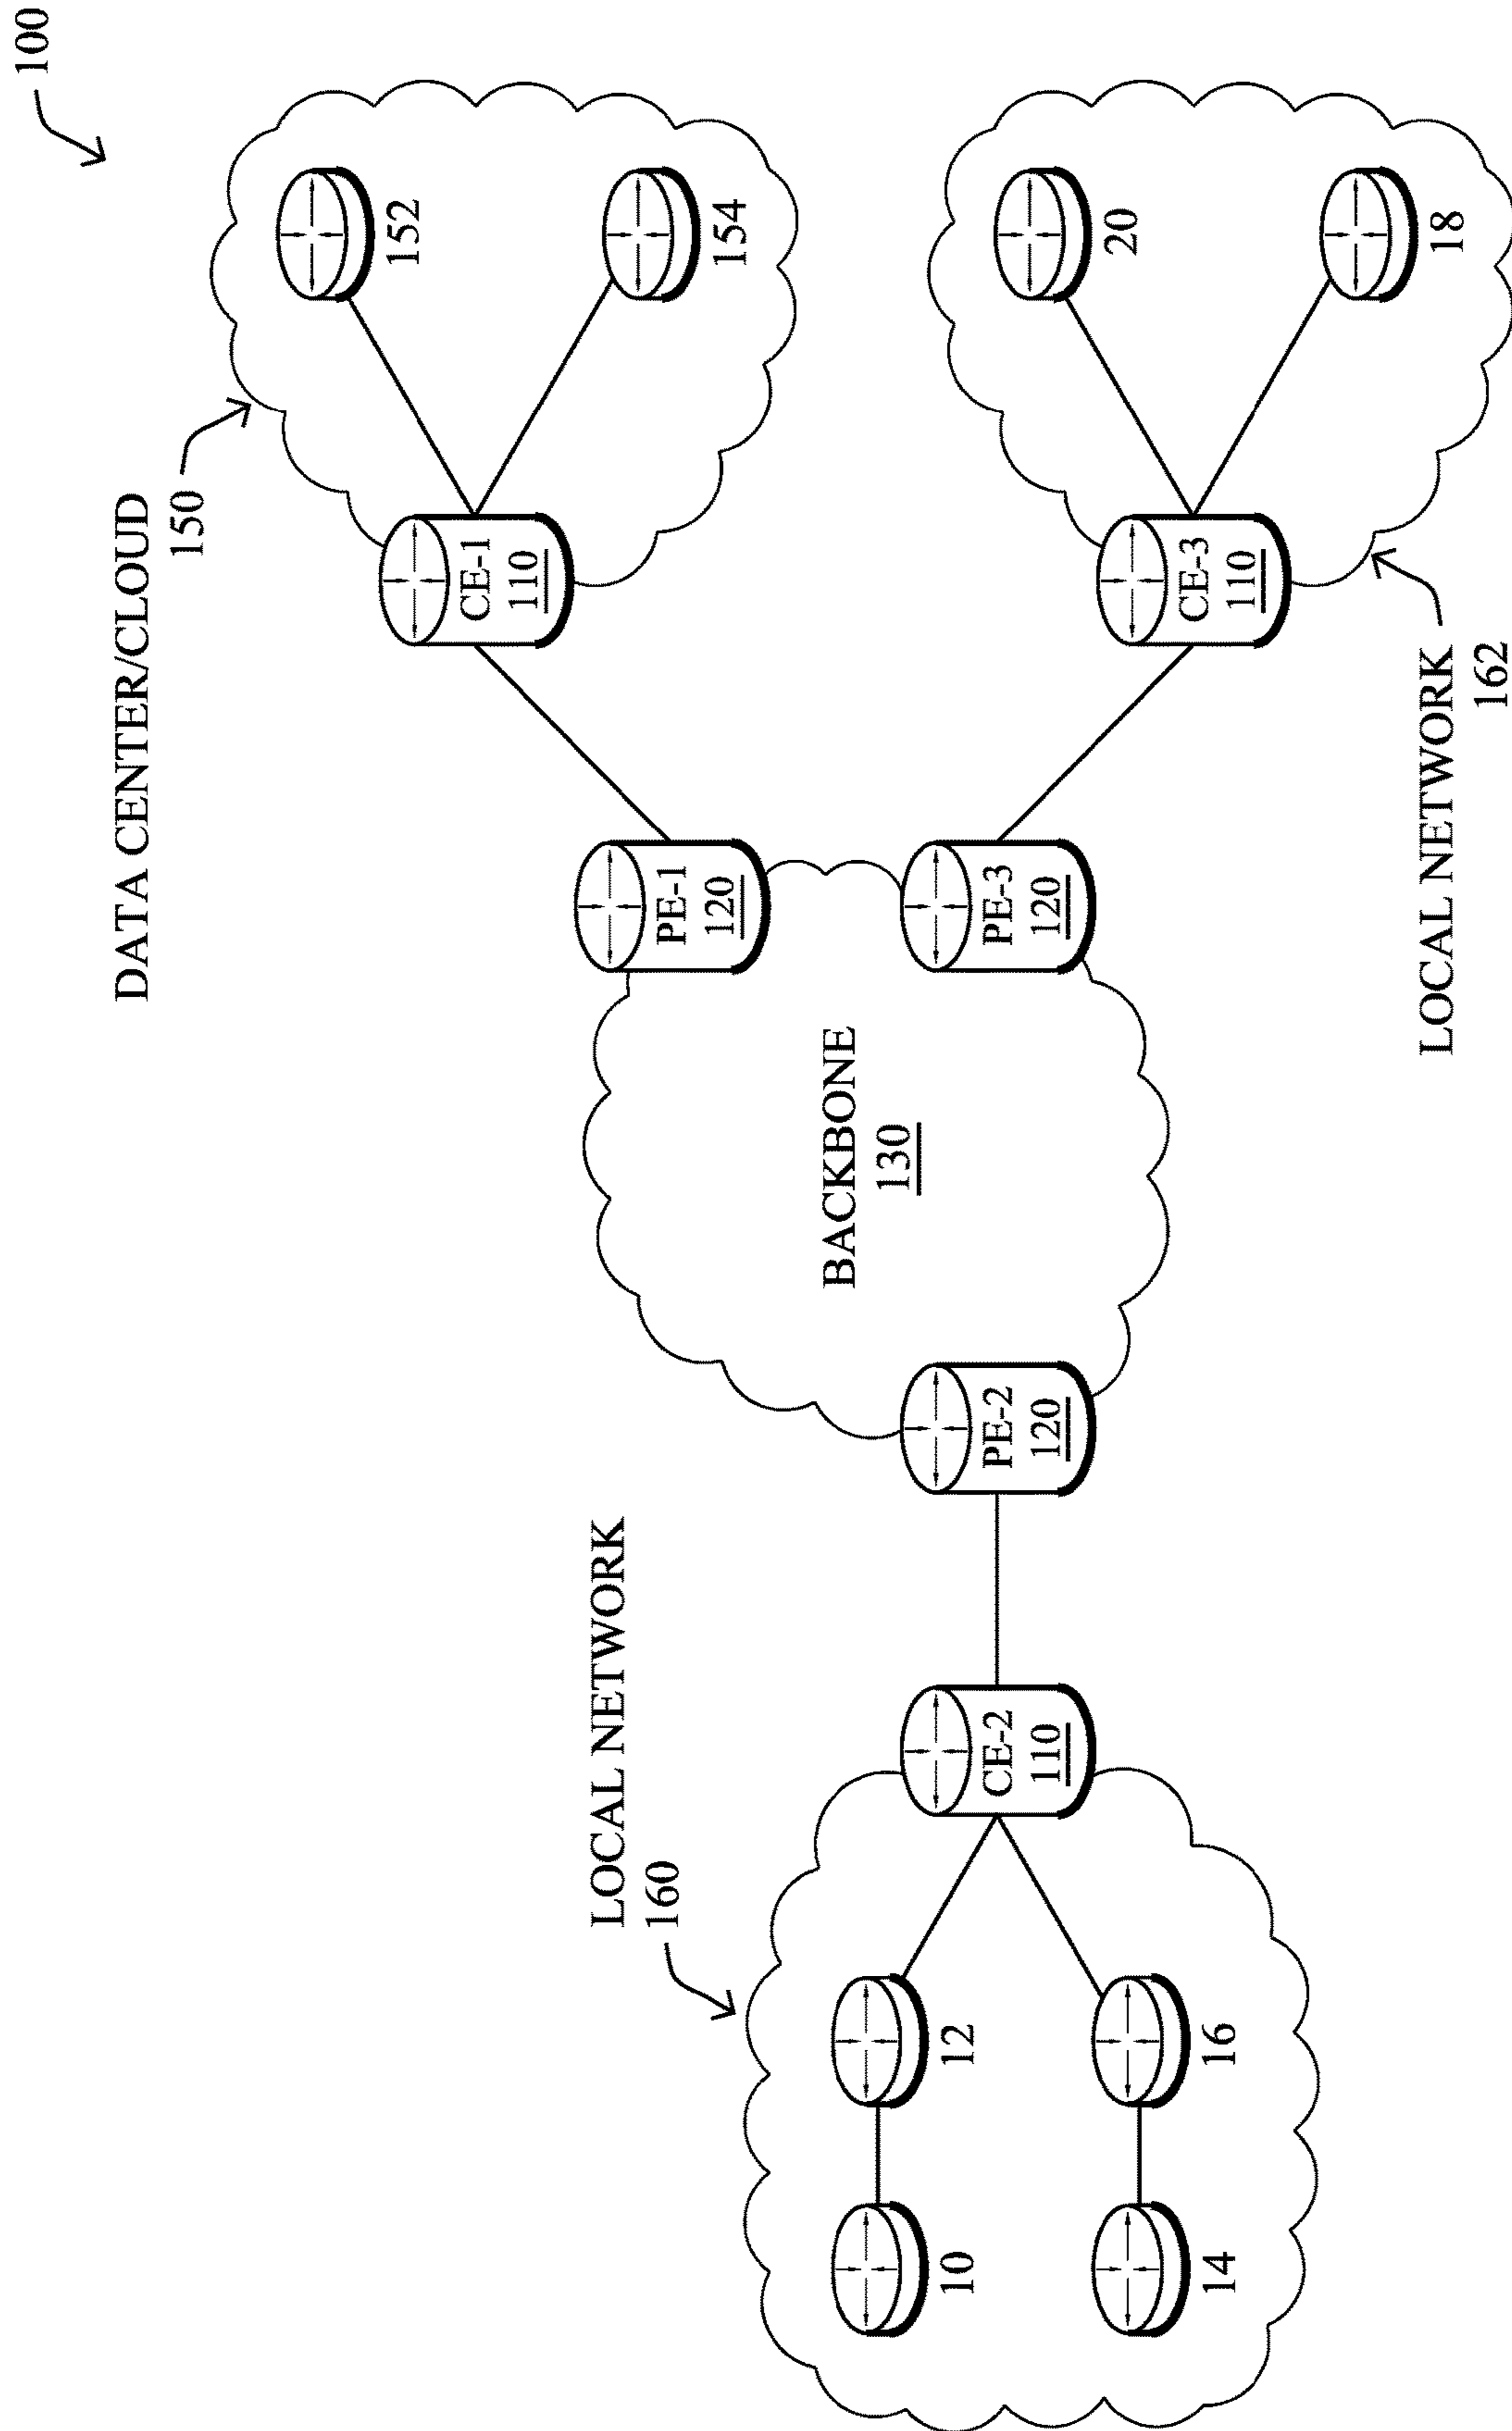 100
DATA CENTER/CLOUD
150
152
154
CE-1
110
PE-1
120
LOCAL NETWORK
160
BACKBONE
130
10
12
14
16
CE-2
110
PE-2
120
PE-3
120
CE-3
110
20
18
LOCAL NETWORK
162